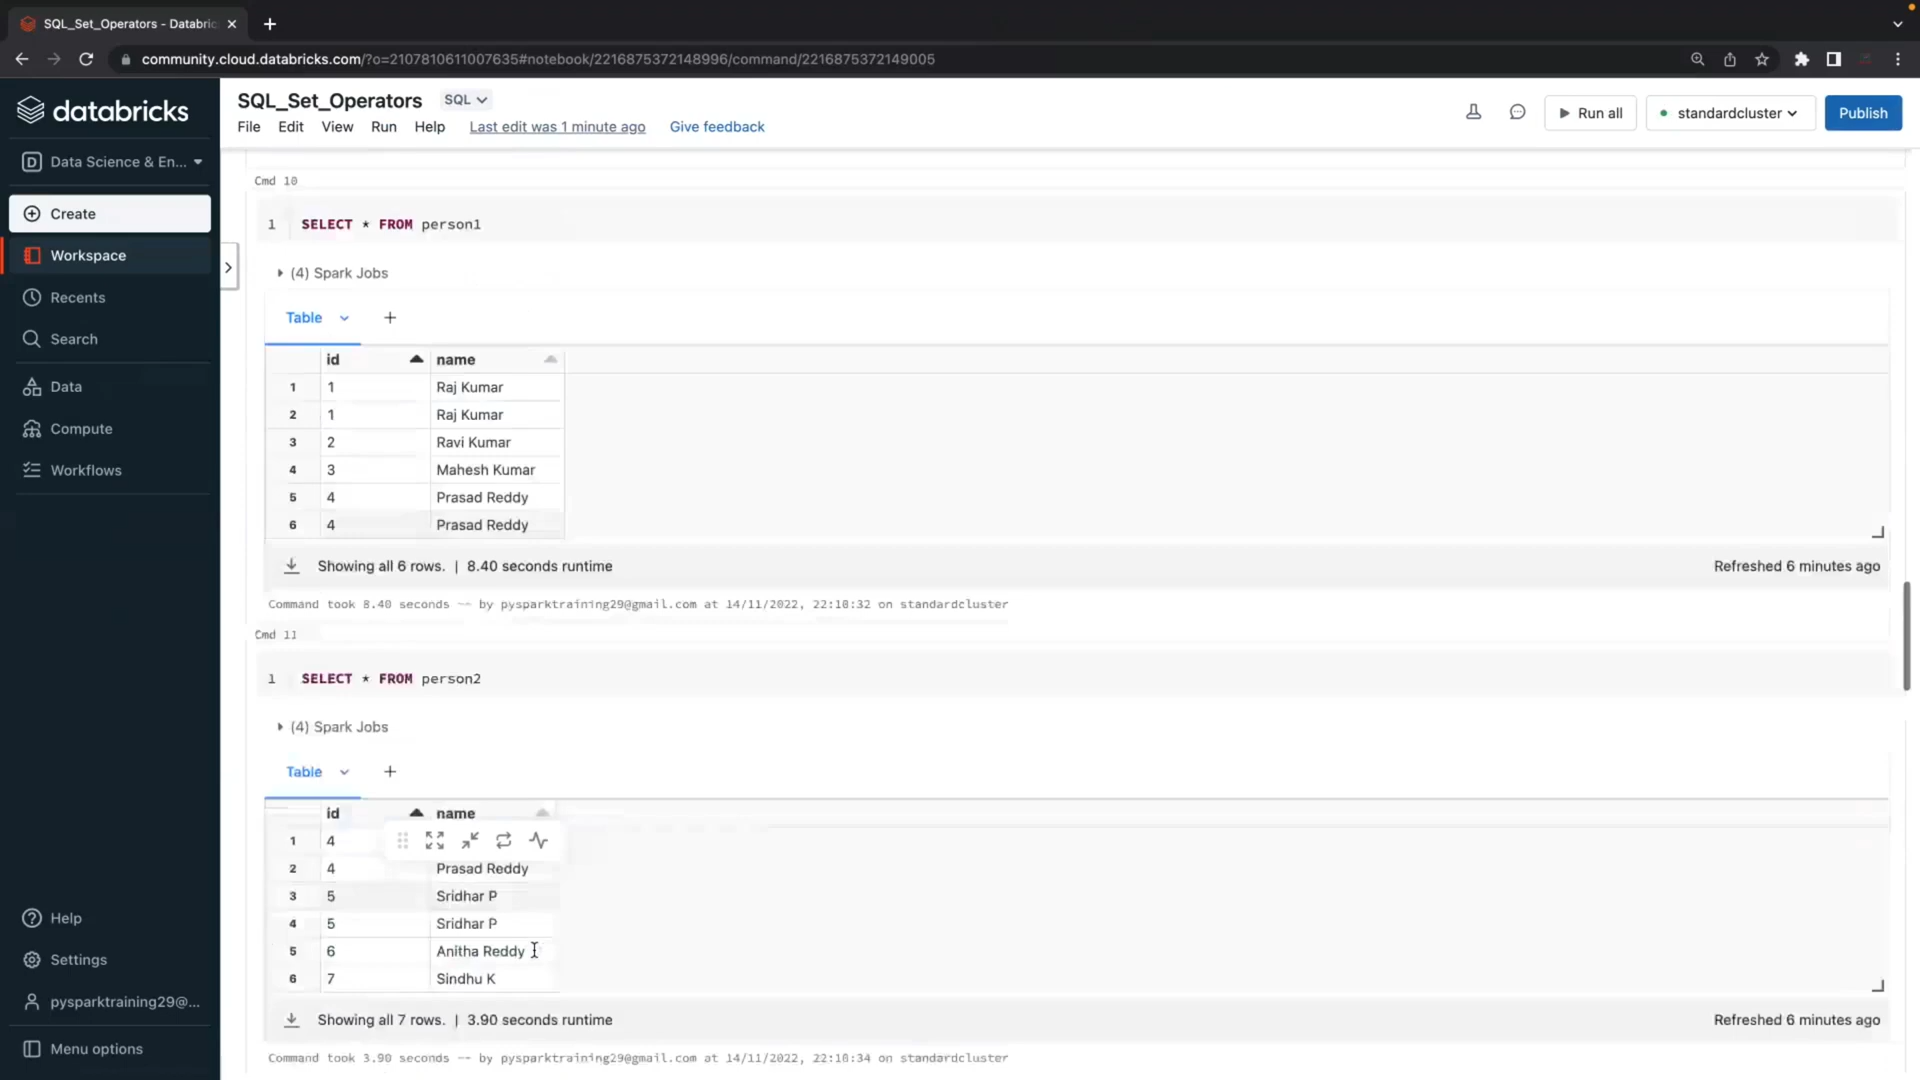 SQL_Set_Operators - Databric
community.cloud.databricks.com/?o=2107810611007635#notebook/2216875372148996/command/2216875372149005
databricks
SQL_Set_Operators SQL
File Edit View Run Help Last edit was 1 minute ago Give feedback
Run all
standardcluster
Publish
D Data Science & En...
Create
Workspace
Recents
Search
Data
Compute
Workflows
Help
Settings
pysparktraining29@...
Menu options
Cmd 10
1 SELECT * FROM person1
(4) Spark Jobs
Table +
id name
1 1 Raj Kumar
2 1 Raj Kumar
3 2 Ravi Kumar
4 3 Mahesh Kumar
5 4 Prasad Reddy
6 4 Prasad Reddy
Showing all 6 rows. | 8.40 seconds runtime
Refreshed 6 minutes ago
Command took 8.40 seconds -- by pysparktraining29@gmail.com at 14/11/2022, 22:18:32 on standardcluster
Cmd 11
1 SELECT * FROM person2
(4) Spark Jobs
Table +
id name
1 4
2 4 Prasad Reddy
3 5 Sridhar P
4 5 Sridhar P
5 6 Anitha Reddy
6 7 Sindhu K
Showing all 7 rows. | 3.90 seconds runtime
Refreshed 6 minutes ago
Command took 3.90 seconds -- by pysparktraining29@gmail.com at 14/11/2022, 22:18:34 on standardcluster